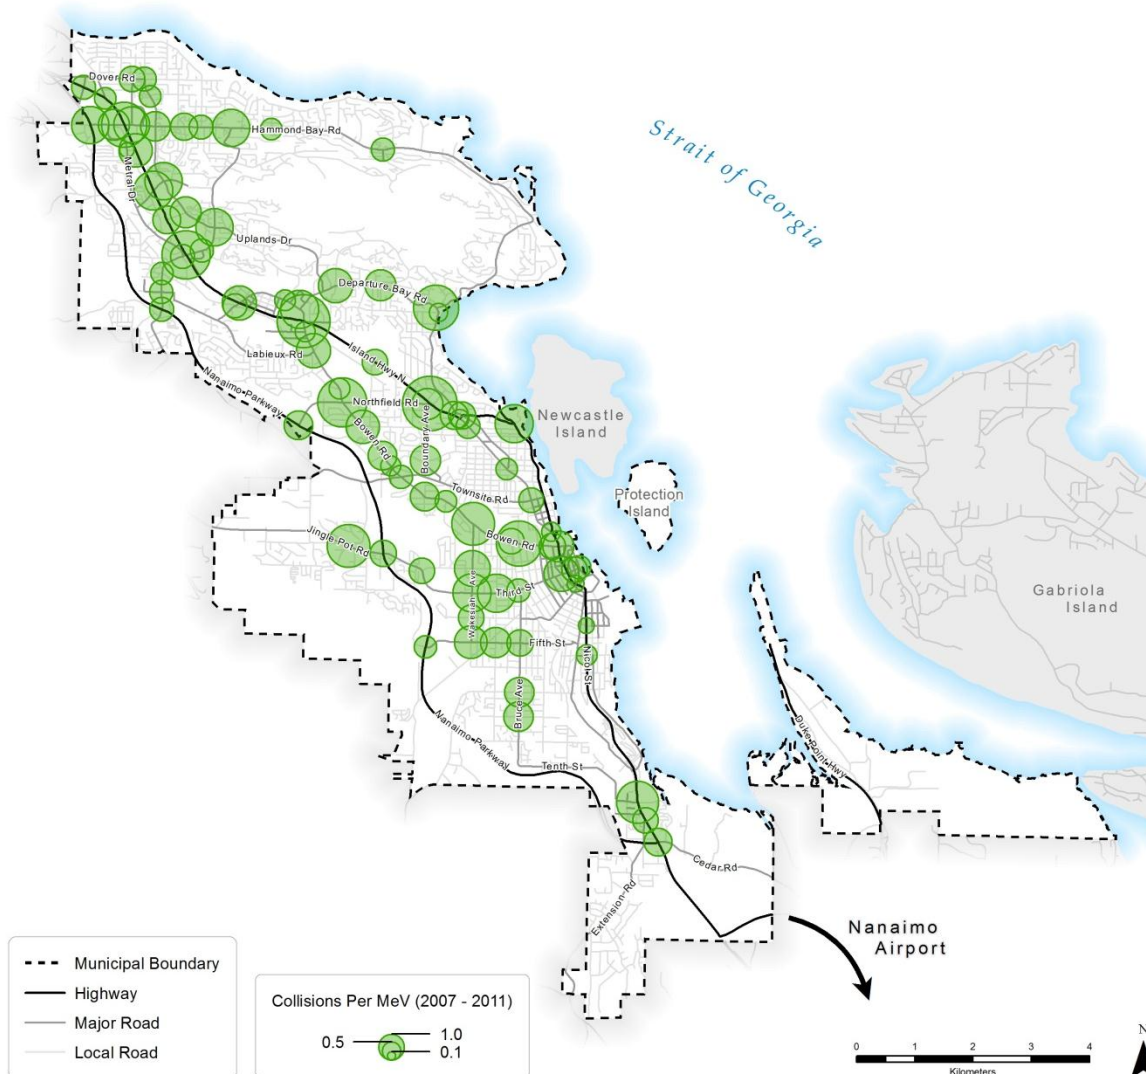 Dover Rd
Hammond Bay Rd
Metral Dr
Strait of Georgia
Uplands Dr
Departure Bay Rd
Island Hwy N
Labieux Rd
Nanaimo Parkway
Northfield Rd
Newcastle
Island
Bowen Rd
Boundary Ave
Townsite Rd
Protection
Island
Jingle Pot Rd
Bowen Rd
Wakesiah Ave
Third St
Gabriola
Island
Fifth St
Nicol St
Bruce Ave
Nanaimo Parkway
Duke Point Hwy
Tenth St
Cedar Rd
Extension Rd
Nanaimo
Airport
Municipal Boundary
Highway
Major Road
Local Road
Collisions Per MeV (2007 - 2011)
0.5
1.0
0.1
0 1 2 3 4
Kilometers
N